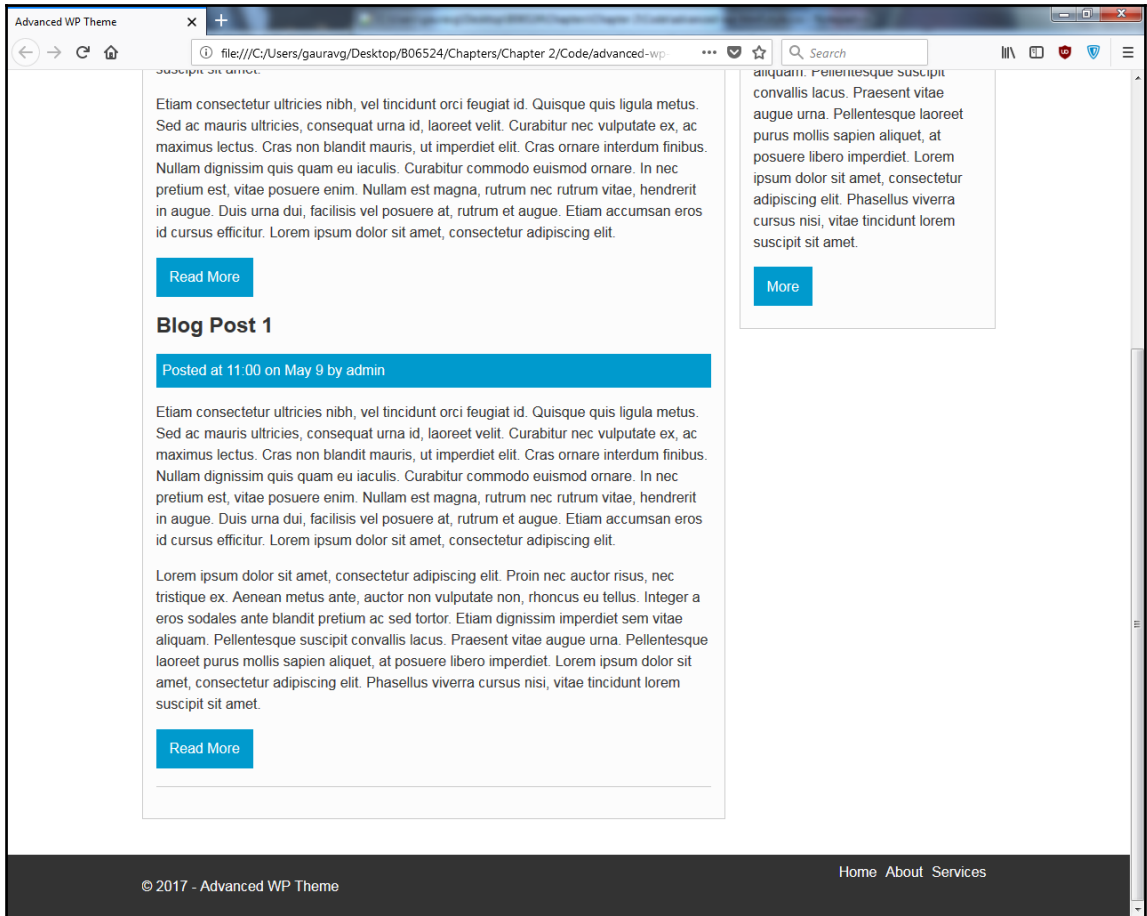 Advanced WP Theme
file:///C:/Users/gauravg/Desktop/B06524/Chapters/Chapter 2/Code/advanced-wp-
Search
suscipit sit amet.
Etiam consectetur ultricies nibh, vel tincidunt orci feugiat id. Quisque quis ligula metus.
Sed ac mauris ultricies, consequat urna id, laoreet velit. Curabitur nec vulputate ex, ac
maximus lectus. Cras non blandit mauris, ut imperdiet elit. Cras ornare interdum finibus.
Nullam dignissim quis quam eu iaculis. Curabitur commodo euismod ornare. In nec
pretium est, vitae posuere enim. Nullam est magna, rutrum nec rutrum vitae, hendrerit
in augue. Duis urna dui, facilisis vel posuere at, rutrum et augue. Etiam accumsan eros
id cursus efficitur. Lorem ipsum dolor sit amet, consectetur adipiscing elit.
Read More
Blog Post 1
Posted at 11:00 on May 9 by admin
Etiam consectetur ultricies nibh, vel tincidunt orci feugiat id. Quisque quis ligula metus.
Sed ac mauris ultricies, consequat urna id, laoreet velit. Curabitur nec vulputate ex, ac
maximus lectus. Cras non blandit mauris, ut imperdiet elit. Cras ornare interdum finibus.
Nullam dignissim quis quam eu iaculis. Curabitur commodo euismod ornare. In nec
pretium est, vitae posuere enim. Nullam est magna, rutrum nec rutrum vitae, hendrerit
in augue. Duis urna dui, facilisis vel posuere at, rutrum et augue. Etiam accumsan eros
id cursus efficitur. Lorem ipsum dolor sit amet, consectetur adipiscing elit.
Lorem ipsum dolor sit amet, consectetur adipiscing elit. Proin nec auctor risus, nec
tristique ex. Aenean metus ante, auctor non vulputate non, rhoncus eu tellus. Integer a
eros sodales ante blandit pretium ac sed tortor. Etiam dignissim imperdiet sem vitae
aliquam. Pellentesque suscipit convallis lacus. Praesent vitae augue urna. Pellentesque
laoreet purus mollis sapien aliquet, at posuere libero imperdiet. Lorem ipsum dolor sit
amet, consectetur adipiscing elit. Phasellus viverra cursus nisi, vitae tincidunt lorem
suscipit sit amet.
Read More
aliquam. Pellentesque suscipit
convallis lacus. Praesent vitae
augue urna. Pellentesque laoreet
purus mollis sapien aliquet, at
posuere libero imperdiet. Lorem
ipsum dolor sit amet, consectetur
adipiscing elit. Phasellus viverra
cursus nisi, vitae tincidunt lorem
suscipit sit amet.
More
© 2017 - Advanced WP Theme
Home About Services